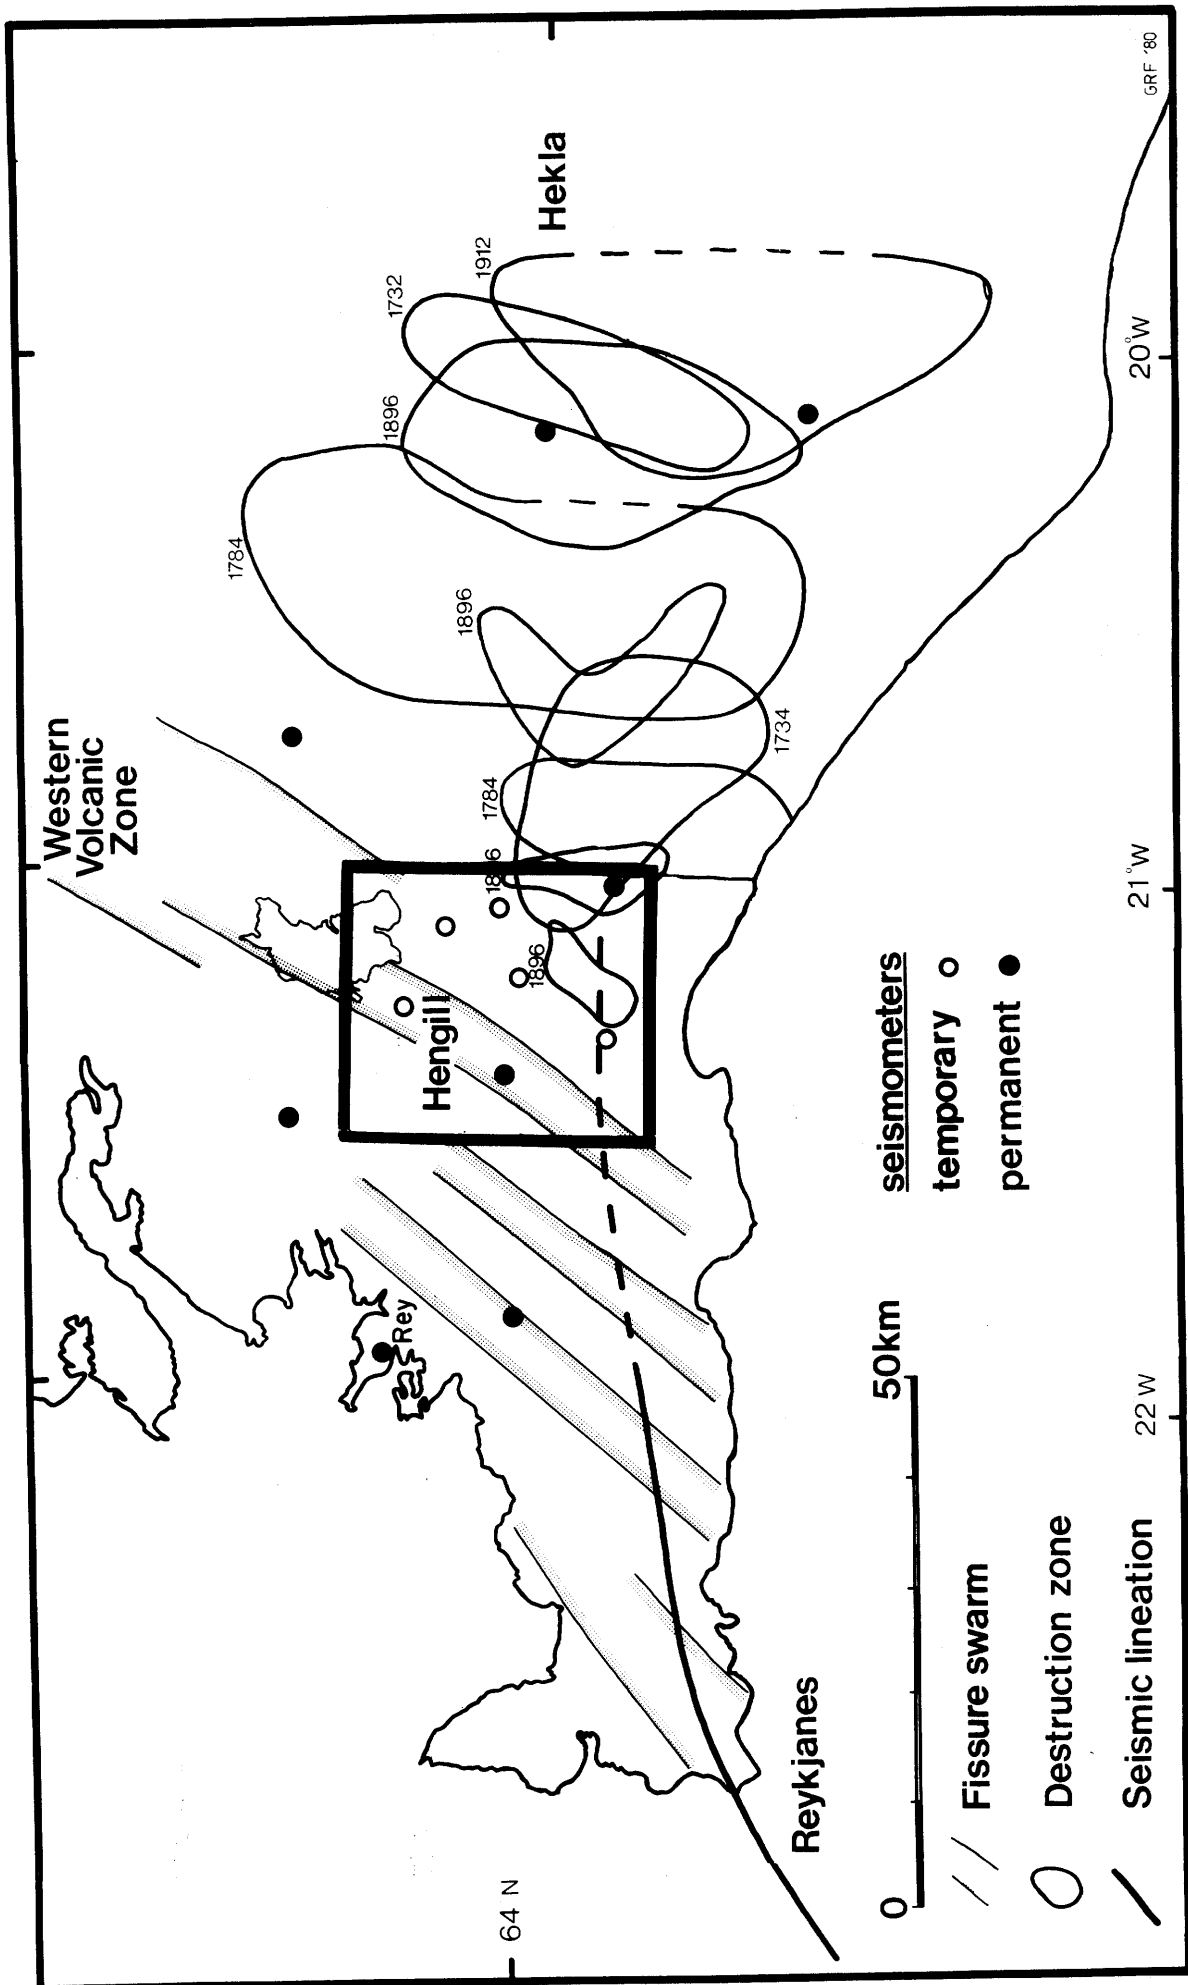 Western
Volcanic
Zone
1784
1732
1896
1912
Hekla
1896
1784
1734
1896
1896
Hengill
Rey
64 N
Reykjanes
0
50km
seismometers
temporary
permanent
Fissure swarm
Destruction zone
Seismic lineation
22 W
21°W
20°W
GRF '80